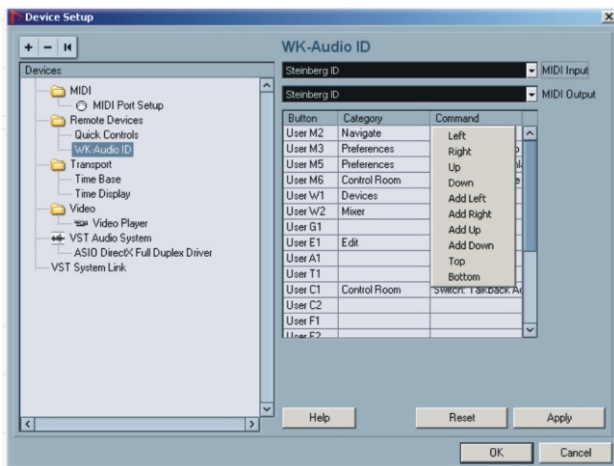 Device Setup
WK-Audio ID
Devices
MIDI
MIDI Port Setup
Remote Devices
Quick Controls
WK-Audio ID
Transport
Time Base
Time Display
Video
Video Player
VST Audio System
ASIO DirectX Full Duplex Driver
VST System Link
Steinberg ID MIDI Input
Steinberg ID MIDI Output
Button Category Command
User M2 Navigate
User M3 Preferences
User M5 Preferences
User M6 Control Room
User W1 Devices
User W2 Mixer
User G1
User E1 Edit
User A1
User T1
User C1 Control Room Switch: Talkback
User C2
User F1
User F2
Left
Right
Up
Down
Add Left
Add Right
Add Up
Add Down
Top
Bottom
Help Reset Apply
OK Cancel